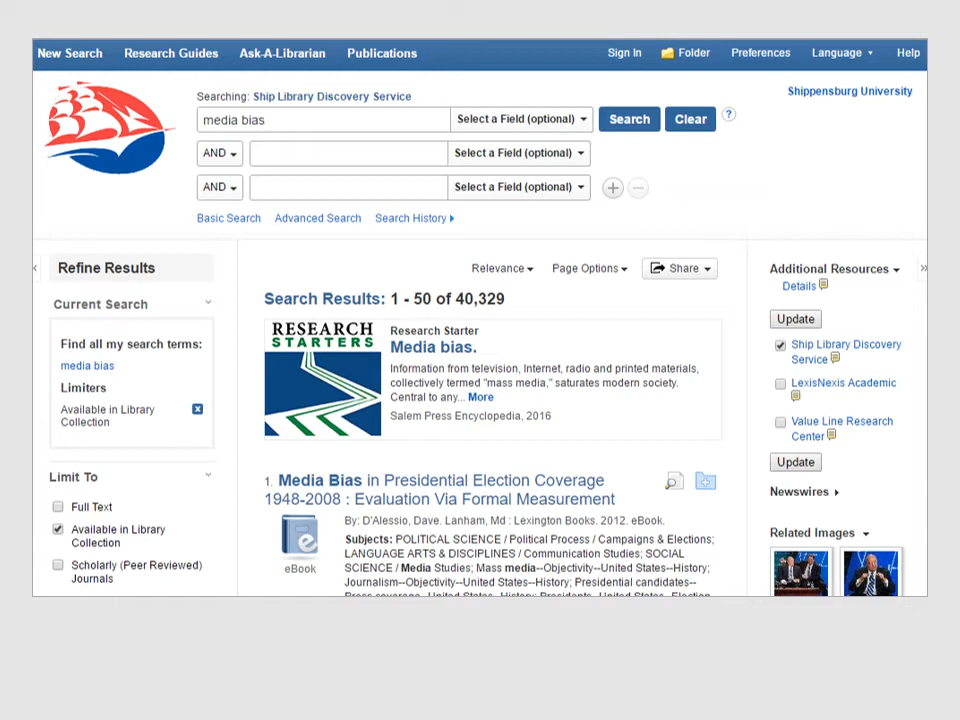 New Search Research Guides Ask-A-Librarian Publications Sign In Folder Preferences Language Help
Shippensburg University
Searching: Ship Library Discovery Service
media bias Select a Field (optional) Search Clear ?
AND Select a Field (optional)
AND Select a Field (optional)
Basic Search Advanced Search Search History
Refine Results
Current Search
Find all my search terms:
media bias
Limiters
Available in Library
Collection
Limit To
Full Text
Available in Library
Collection
Scholarly (Peer Reviewed)
Journals
Relevance Page Options Share
Search Results: 1 - 50 of 40,329
RESEARCH
STARTERS
Research Starter
Media bias.
Information from television, Internet, radio and printed materials,
collectively termed "mass media," saturates modern society.
Central to any... More
Salem Press Encyclopedia, 2016
1. Media Bias in Presidential Election Coverage
1948-2008 : Evaluation Via Formal Measurement
By: D'Alessio, Dave. Lanham, Md : Lexington Books. 2012. eBook.
Subjects: POLITICAL SCIENCE / Political Process / Campaigns & Elections;
LANGUAGE ARTS & DISCIPLINES / Communication Studies; SOCIAL
SCIENCE / Media Studies; Mass media--Objectivity--United States--History;
Journalism--Objectivity--United States--History; Presidential candidates--
Press coverage--United States--History; Presidents--United States--Election
eBook
Additional Resources
Details
Update
Ship Library Discovery
Service
LexisNexis Academic
Value Line Research
Center
Update
Newswires
Related Images